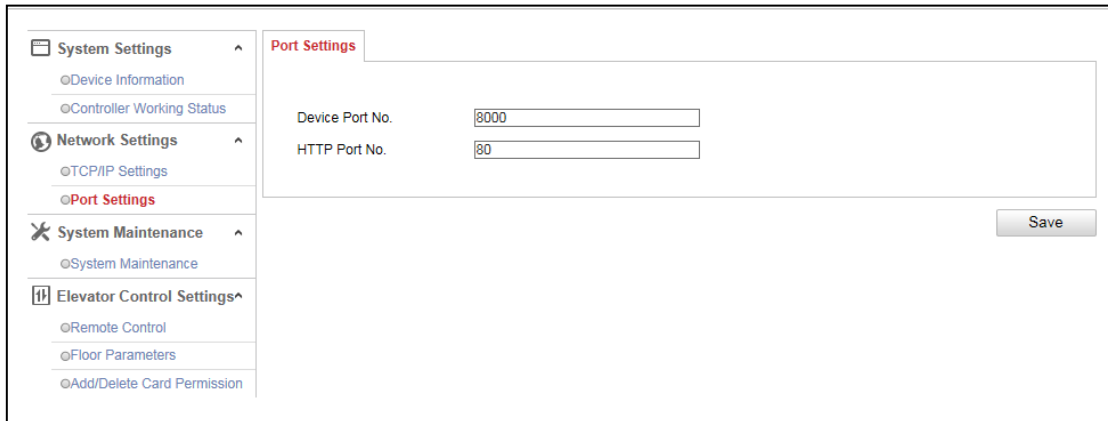 System Settings
Device Information
Controller Working Status
Network Settings
TCP/IP Settings
Port Settings
System Maintenance
System Maintenance
Elevator Control Settings
Remote Control
Floor Parameters
Add/Delete Card Permission
Port Settings
Device Port No. 8000
HTTP Port No. 80
Save